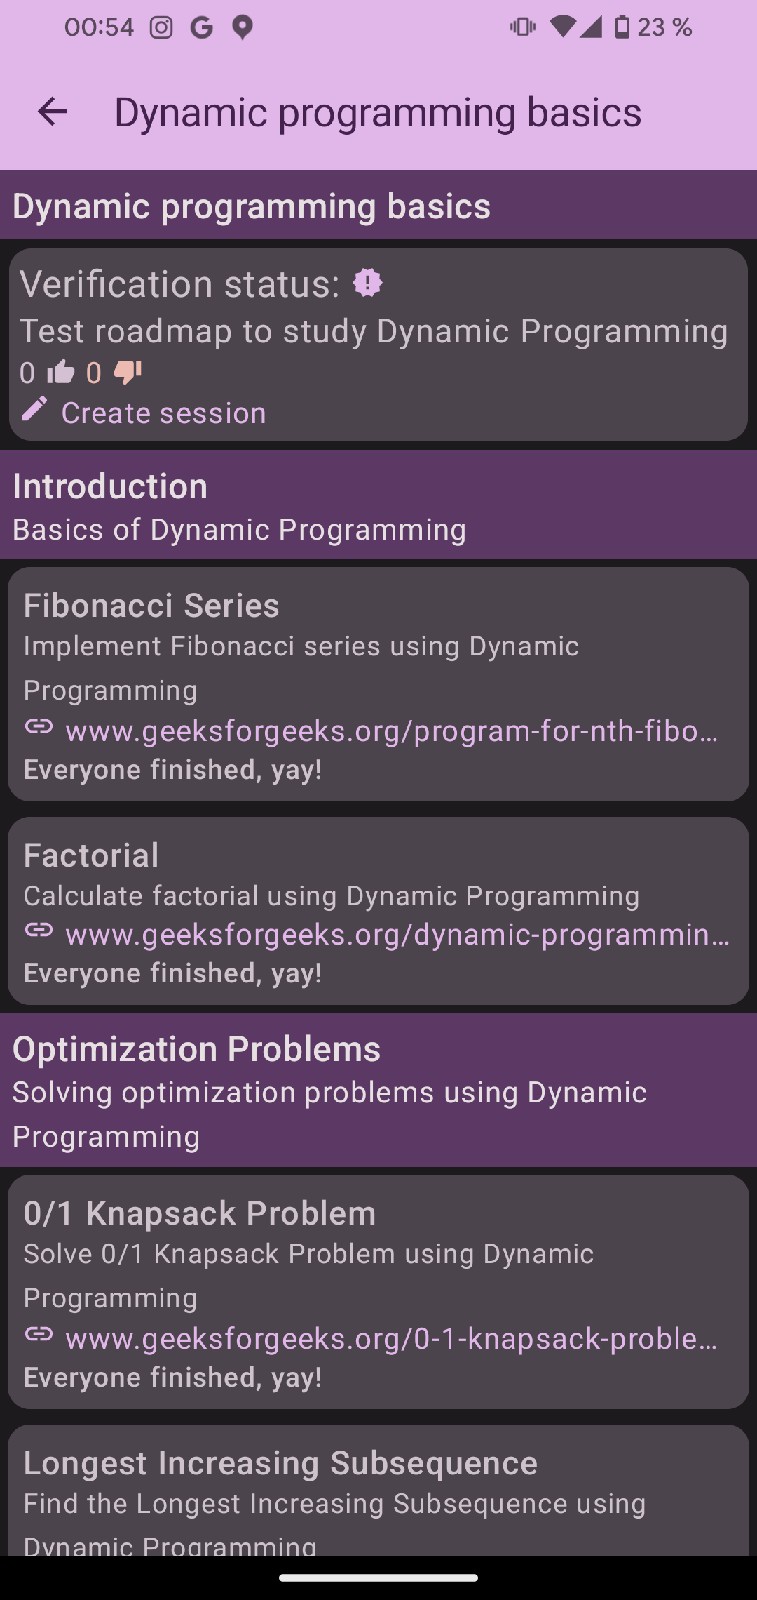 00:54
23 %
Dynamic programming basics
Dynamic programming basics
Verification status:
Test roadmap to study Dynamic Programming
0 0
Create session
Introduction
Basics of Dynamic Programming
Fibonacci Series
Implement Fibonacci series using Dynamic
Programming
www.geeksforgeeks.org/program-for-nth-fibo…
Everyone finished, yay!
Factorial
Calculate factorial using Dynamic Programming
www.geeksforgeeks.org/dynamic-programmin…
Everyone finished, yay!
Optimization Problems
Solving optimization problems using Dynamic
Programming
0/1 Knapsack Problem
Solve 0/1 Knapsack Problem using Dynamic
Programming
www.geeksforgeeks.org/0-1-knapsack-proble…
Everyone finished, yay!
Longest Increasing Subsequence
Find the Longest Increasing Subsequence using
Dynamic Programming